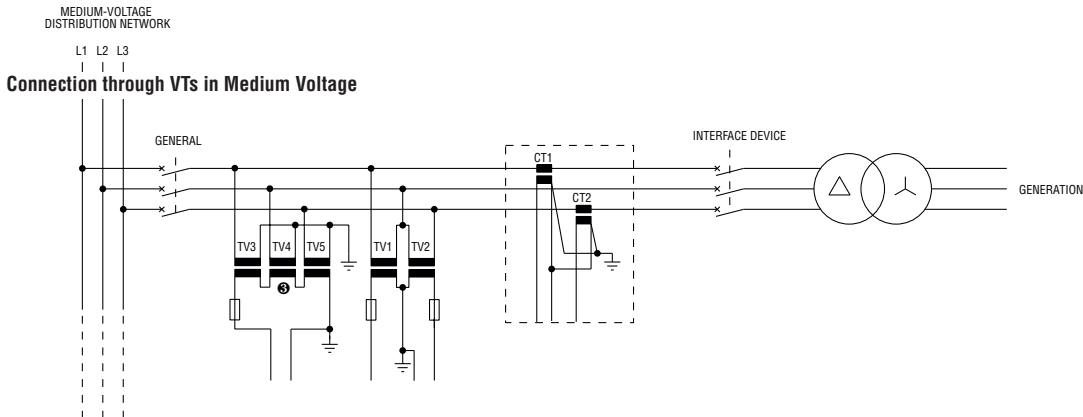 MEDIUM-VOLTAGE
DISTRIBUTION NETWORK
L1 L2 L3
Connection through VTs in Medium Voltage
GENERAL
INTERFACE DEVICE
CT1
GENERATION
CT2
TV3 TV4 TV5 TV1 TV2
❸